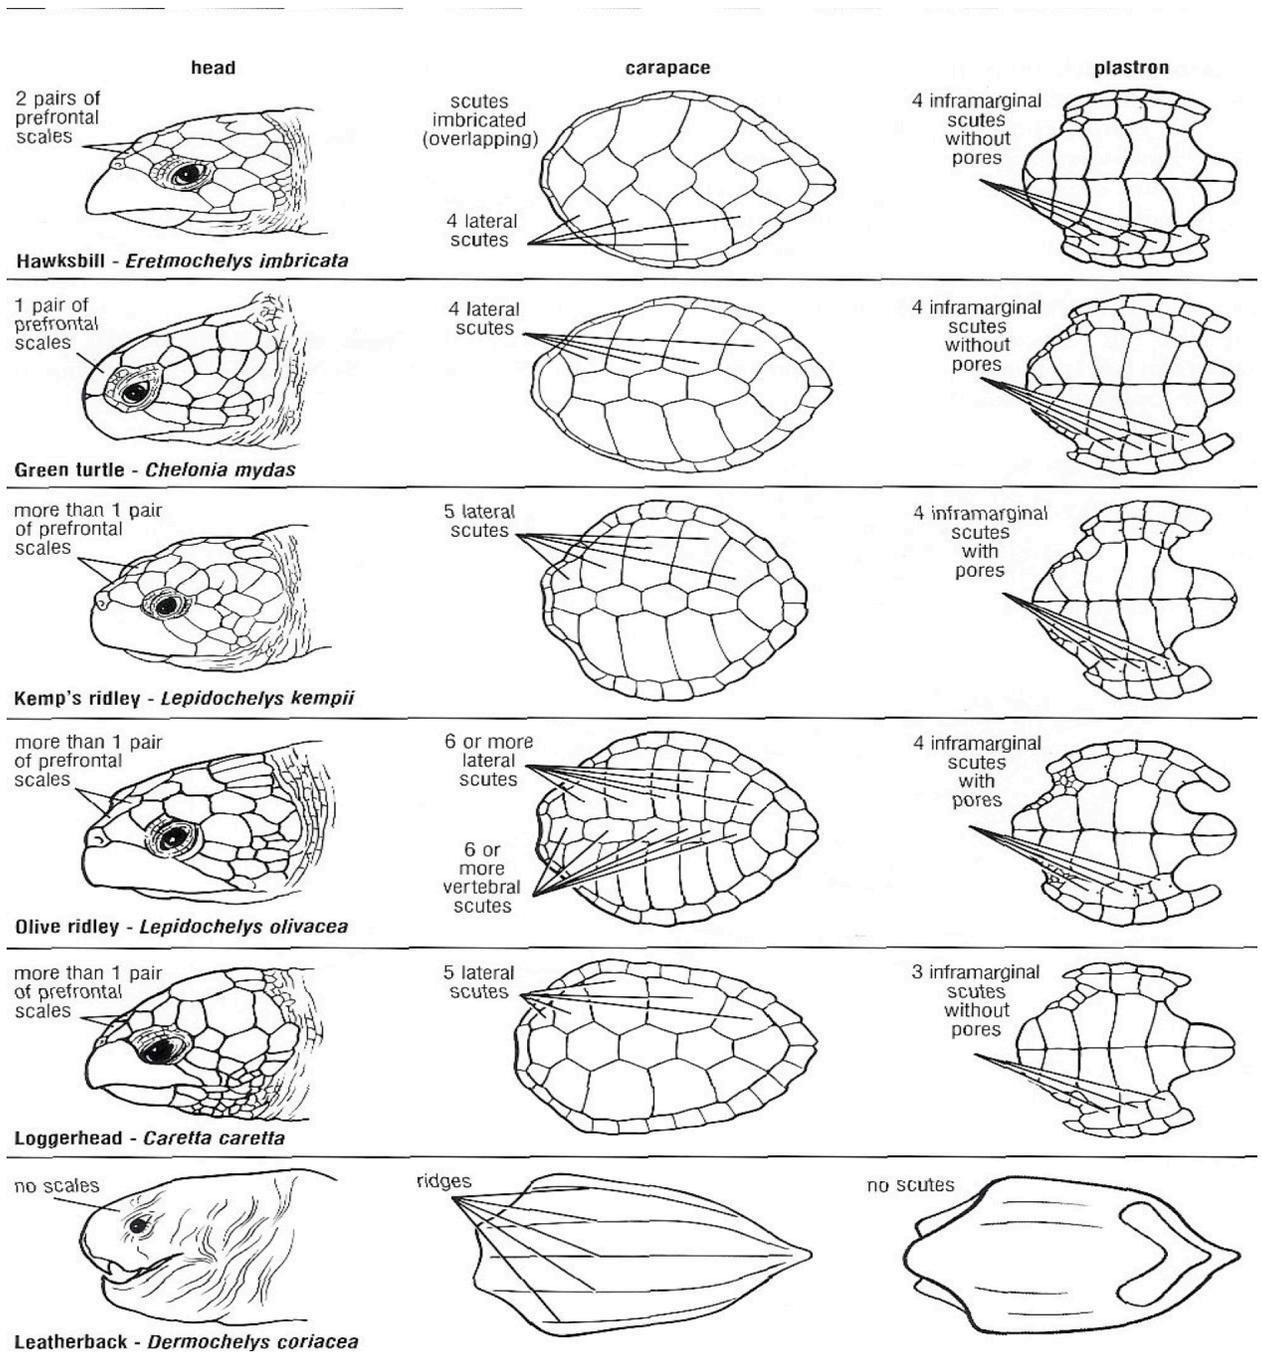 head
carapace
plastron
2 pairs of
prefrontal
scales
scutes
imbricated
(overlapping)
4 lateral
scutes
4 inframarginal
scutes
without
pores
Hawksbill - Eretmochelys imbricata
1 pair of
prefrontal
scales
4 lateral
scutes
4 inframarginal
scutes
without
pores
Green turtle - Chelonia mydas
more than 1 pair
of prefrontal
scales
5 lateral
scutes
4 inframarginal
scutes
with
pores
Kemp's ridley - Lepidochelys kempii
more than 1 pair
of prefrontal
scales
6 or more
lateral
scutes
6 or
more
vertebral
scutes
4 inframarginal
scutes
with
pores
Olive ridley - Lepidochelys olivacea
more than 1 pair
of prefrontal
scales
5 lateral
scutes
3 inframarginal
scutes
without
pores
Loggerhead - Caretta caretta
no scales
ridges
no scutes
Leatherback - Dermochelys coriacea